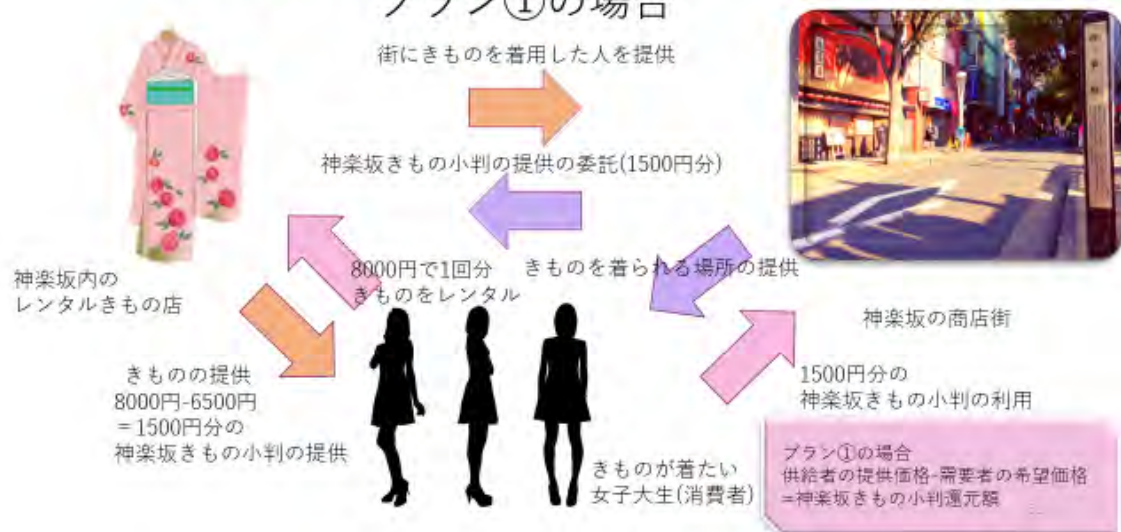 プラン①の場合
街にきものを着用した人を提供
神楽坂きもの小判の提供の委託(1500円分)
8000円で1回分
きものをレンタル
きものを着られる場所の提供
神楽坂内の
レンタルきもの店
神楽坂の商店街
きものの提供
8000円-6500円
=1500円分の
神楽坂きもの小判の提供
1500円分の
神楽坂きもの小判の利用
きものが着たい
女子大生(消費者)
プラン①の場合
供給者の提供価格-需要者の希望価格
=神楽坂きもの小判還元額